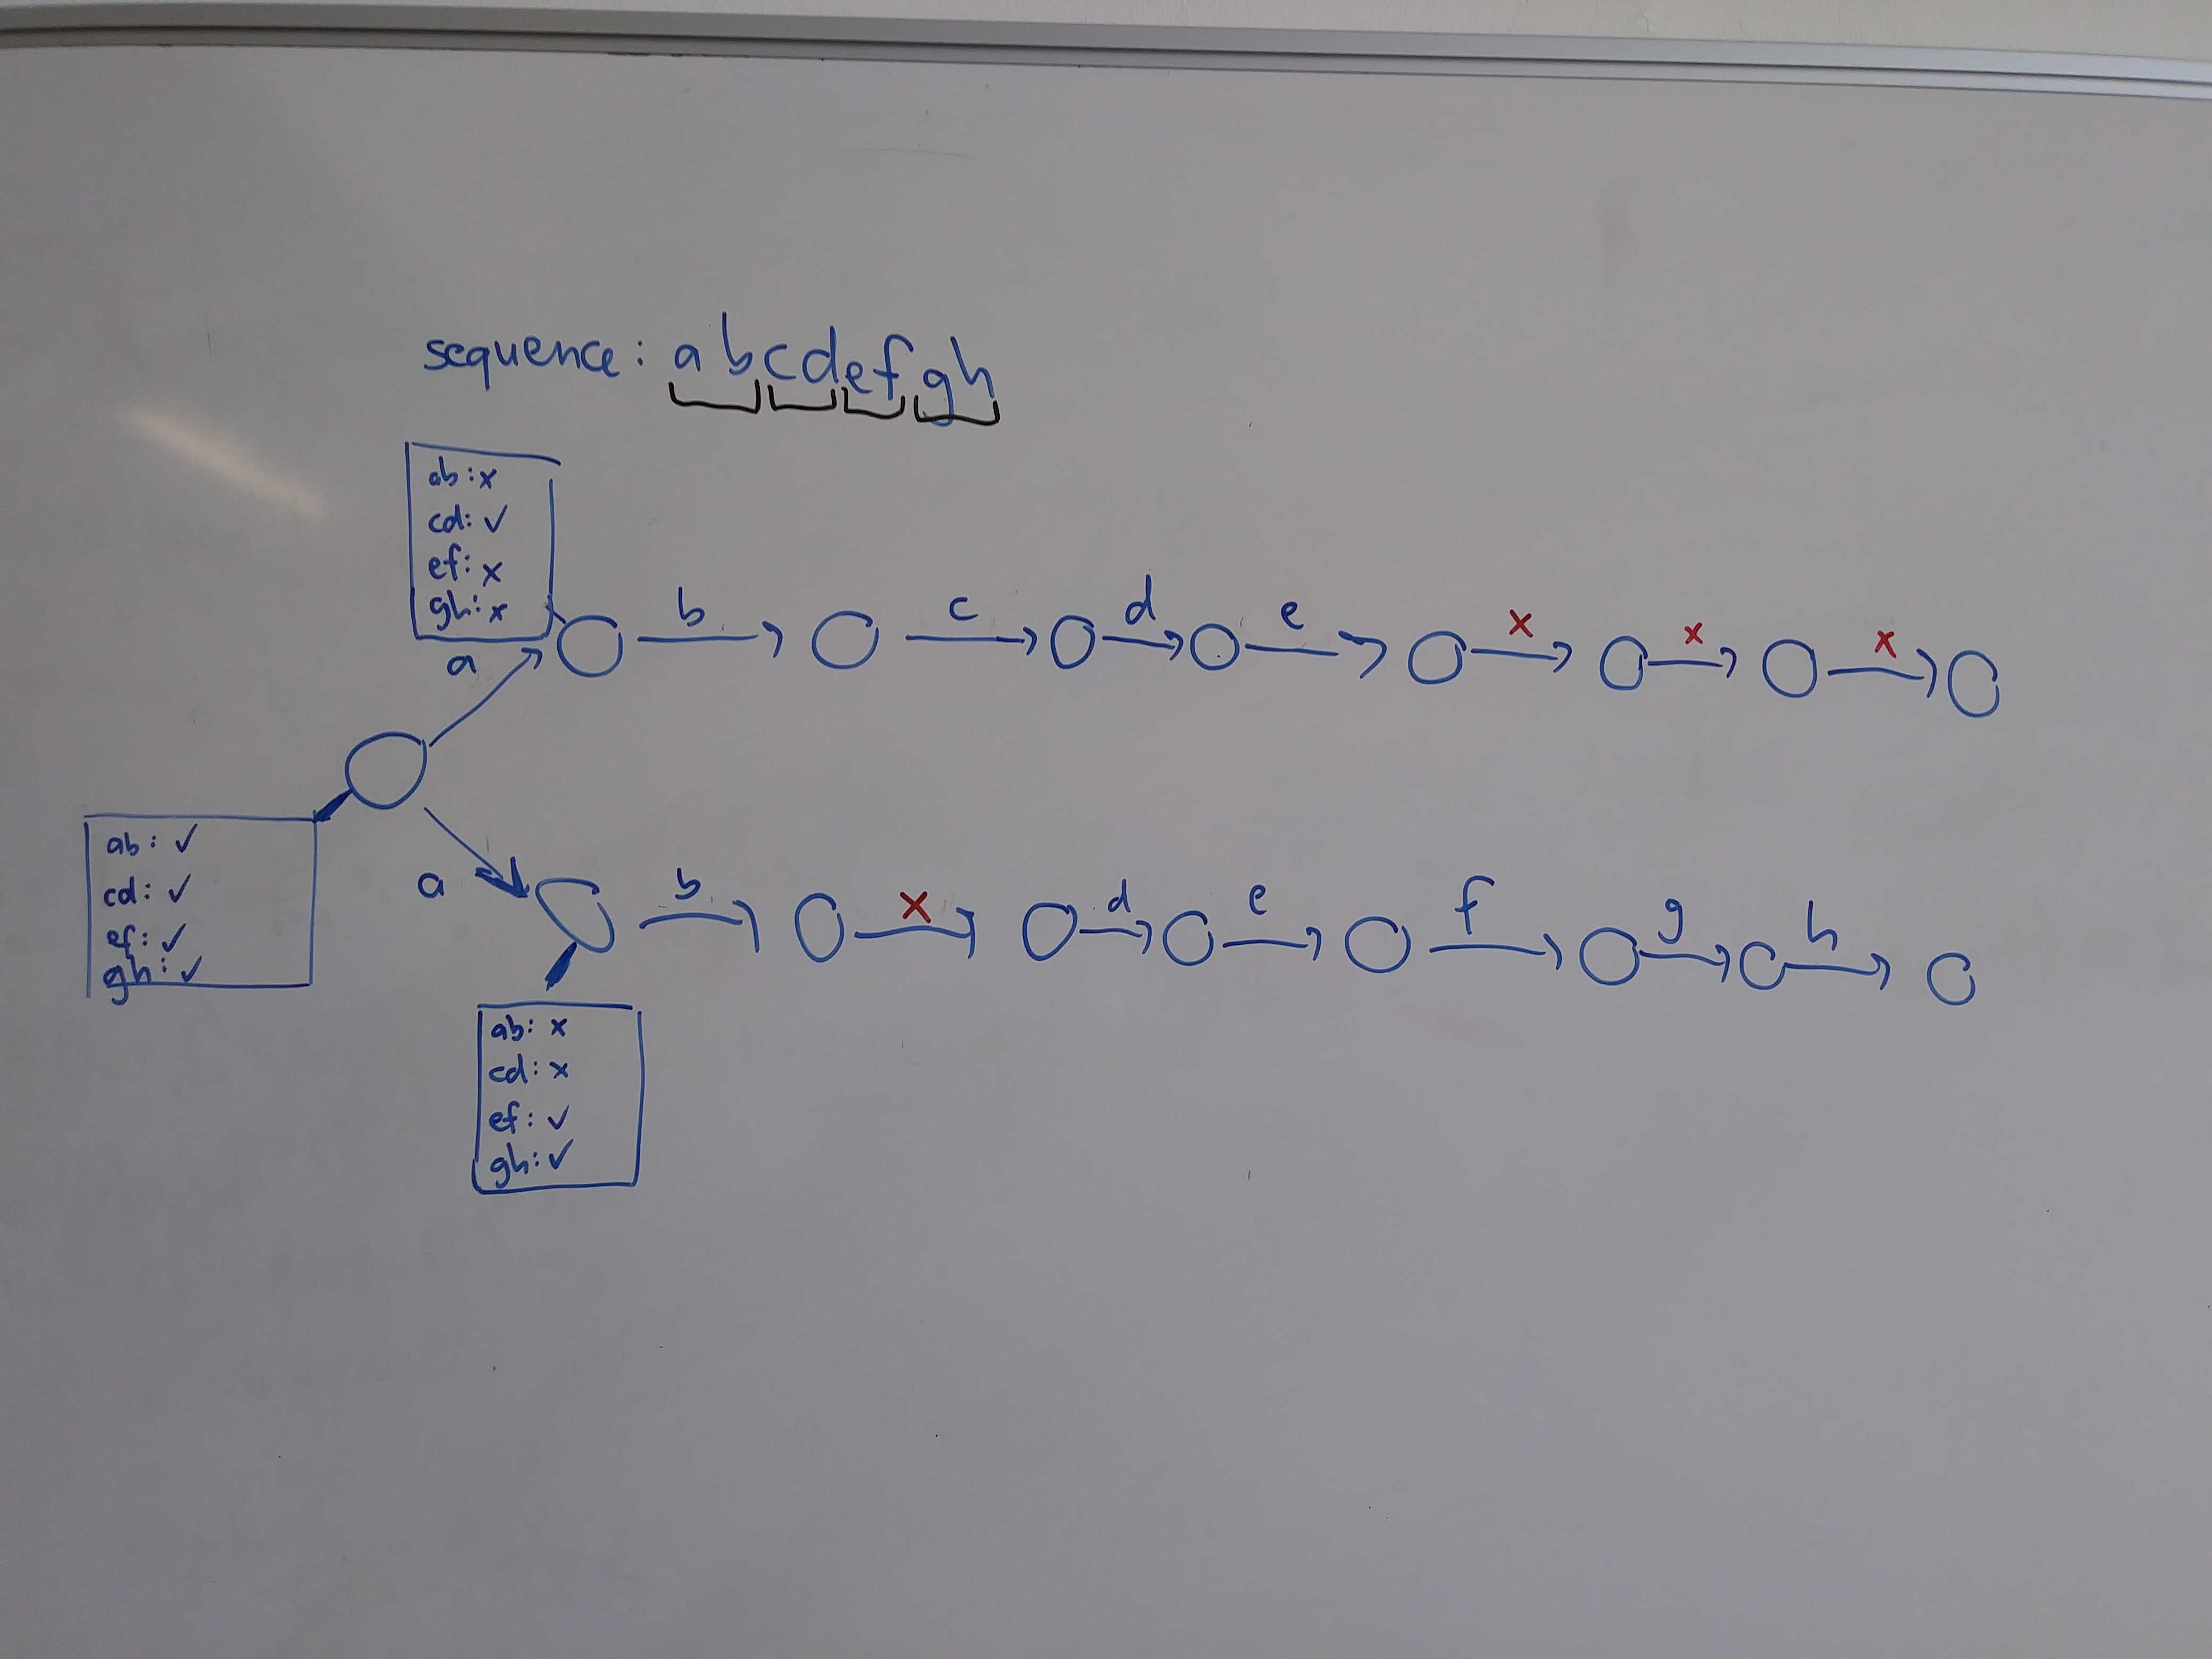 sequence: abcdefgh
ab: x
cd: ✓
ef: x
gh: x
a
b
c
d
e
x
x
x
ab: ✓
cd: ✓
ef: ✓
gh: ✓
a
b
x
d
e
f
g
h
ab: x
cd: x
ef: ✓
gh: ✓